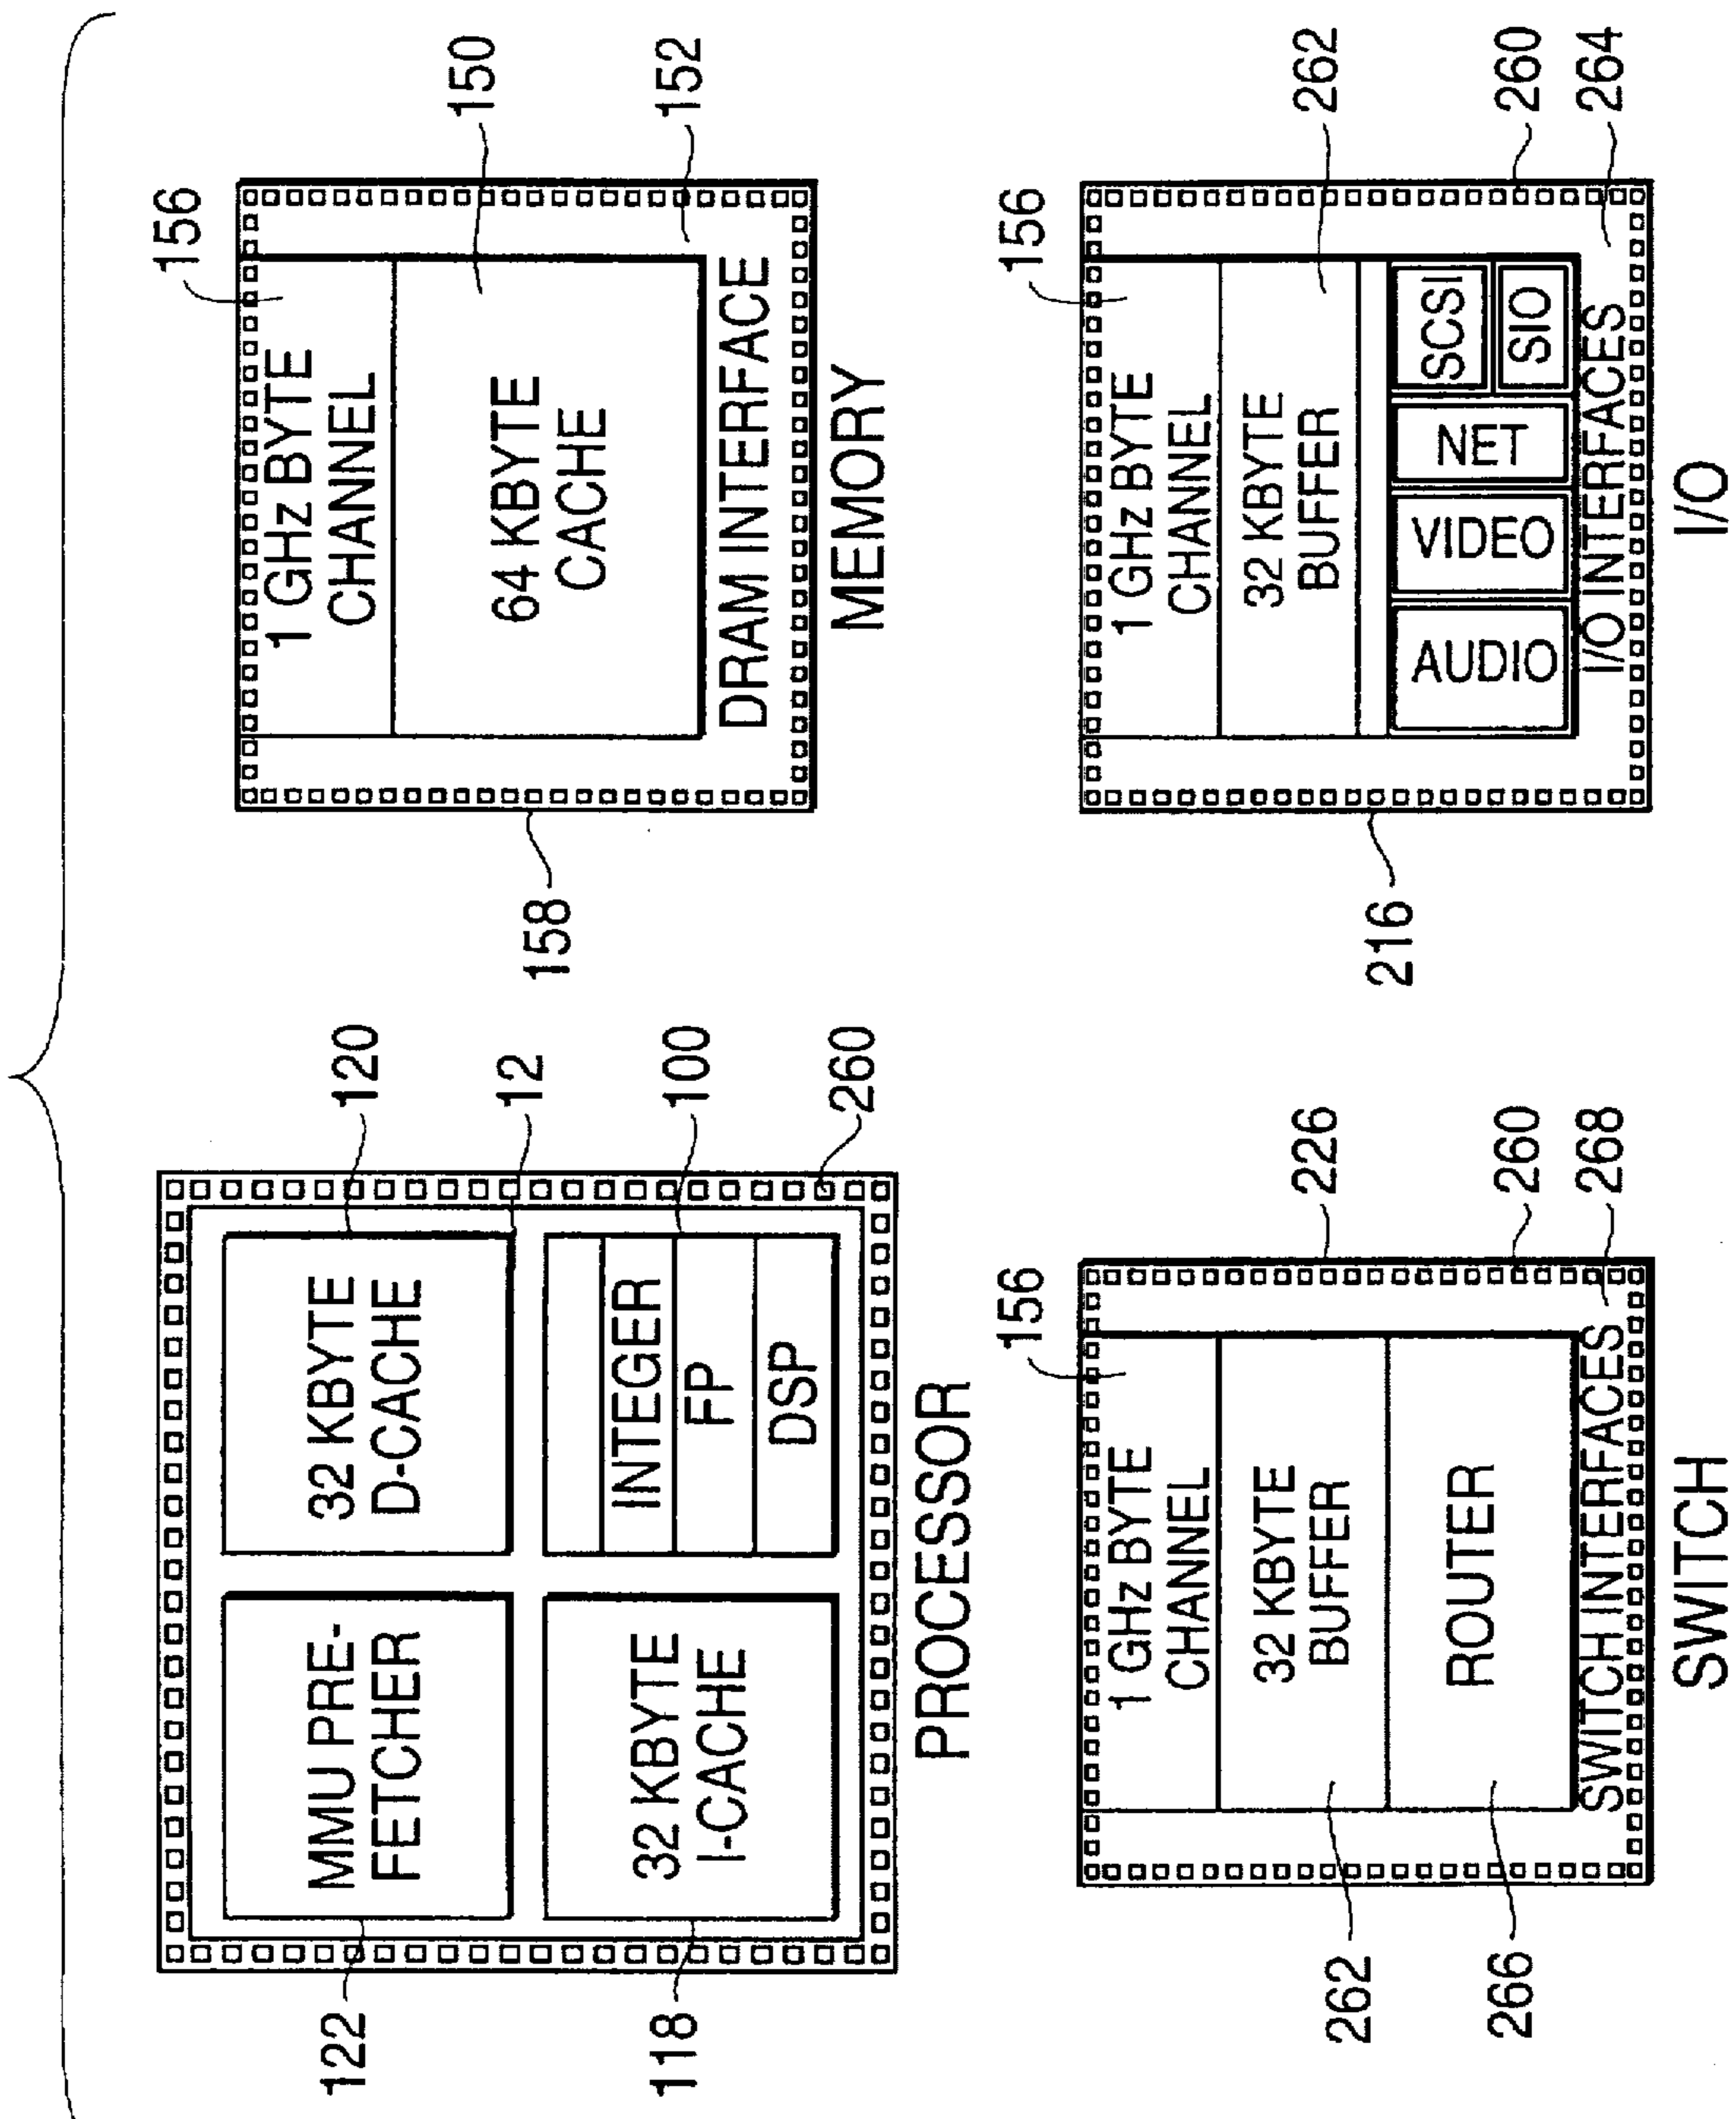 122
MMU PRE-
FETCHER
32 KBYTE
D-CACHE
120
12
118
32 KBYTE
I-CACHE
INTEGER
FP
DSP
100
260
PROCESSOR
158
156
1 GHz BYTE
CHANNEL
150
64 KBYTE
CACHE
152
DRAM INTERFACE
MEMORY
156
1 GHz BYTE
CHANNEL
226
262
32 KBYTE
BUFFER
260
266
ROUTER
268
SWITCH INTERFACES
SWITCH
216
156
1 GHz BYTE
CHANNEL
262
32 KBYTE
BUFFER
AUDIO
VIDEO
NET
SCSI
SIO
260
264
I/O INTERFACES
I/O